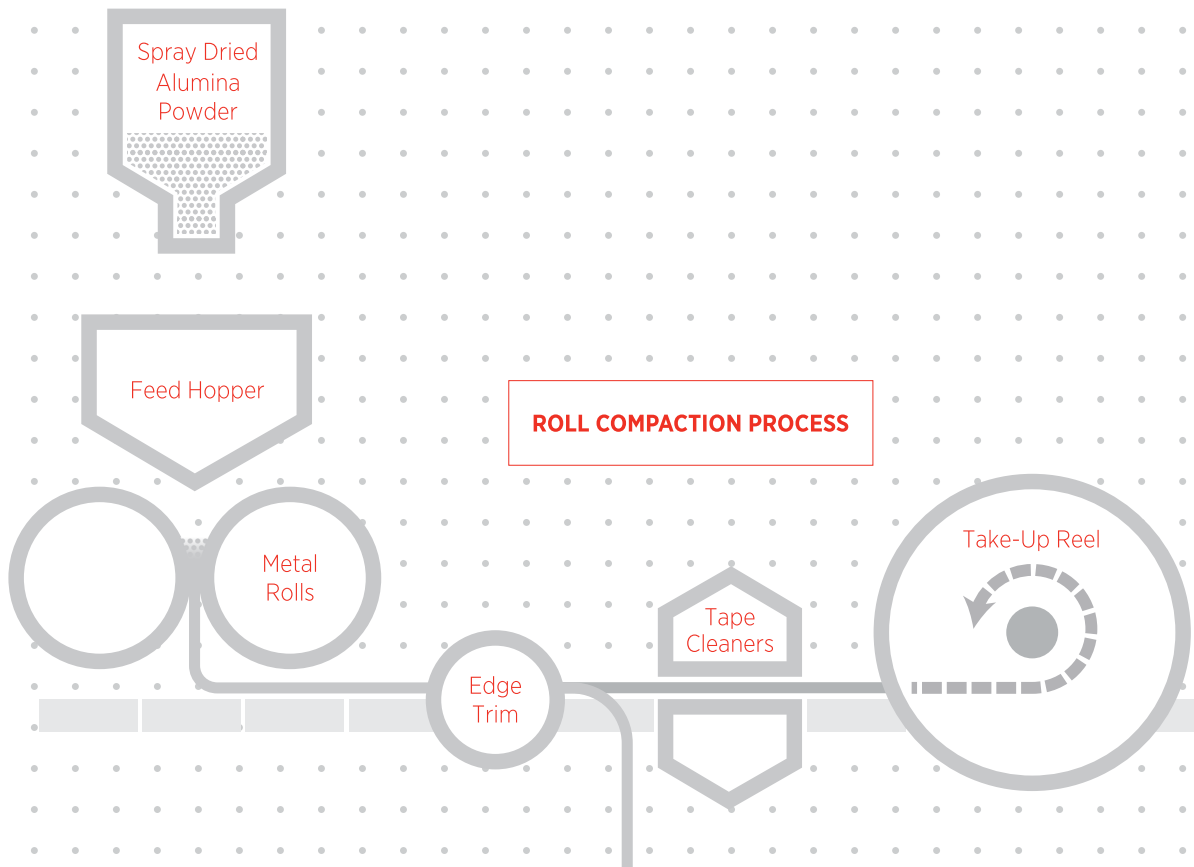 Spray Dried
Alumina
Powder
Feed Hopper
ROLL COMPACTION PROCESS
Metal
Rolls
Take-Up Reel
Tape
Cleaners
Edge
Trim